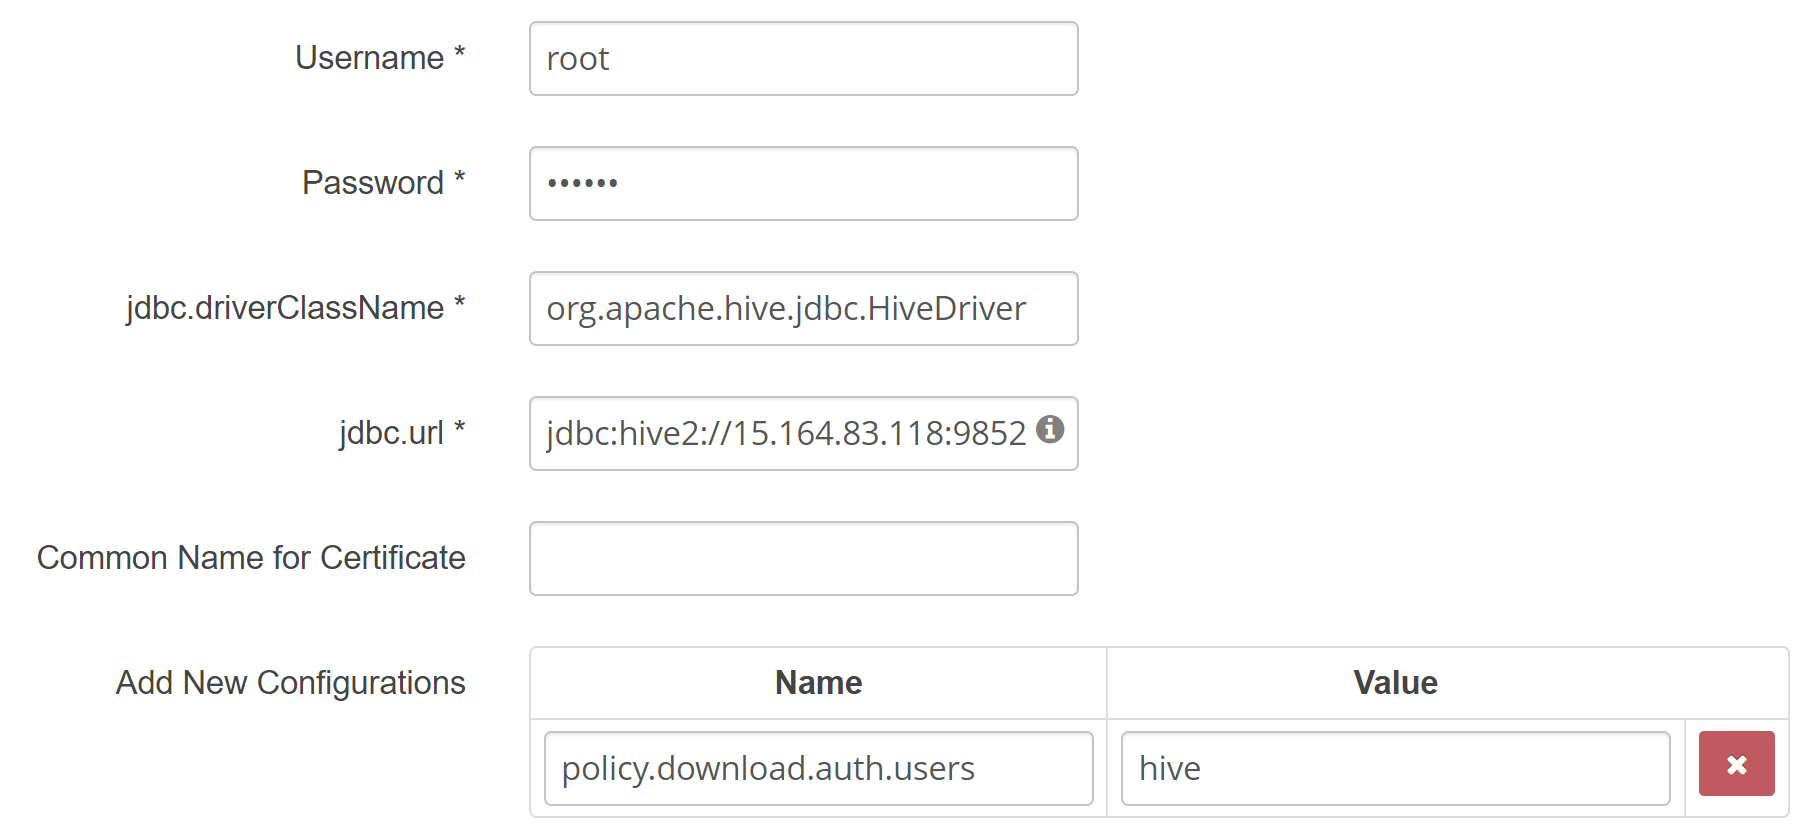 Username *
root
Password *
••••••
jdbc.driverClassName *
org.apache.hive.jdbc.HiveDriver
jdbc.url *
jdbc:hive2://15.164.83.118:9852
Common Name for Certificate
Add New Configurations
Name Value
policy.download.auth.users hive